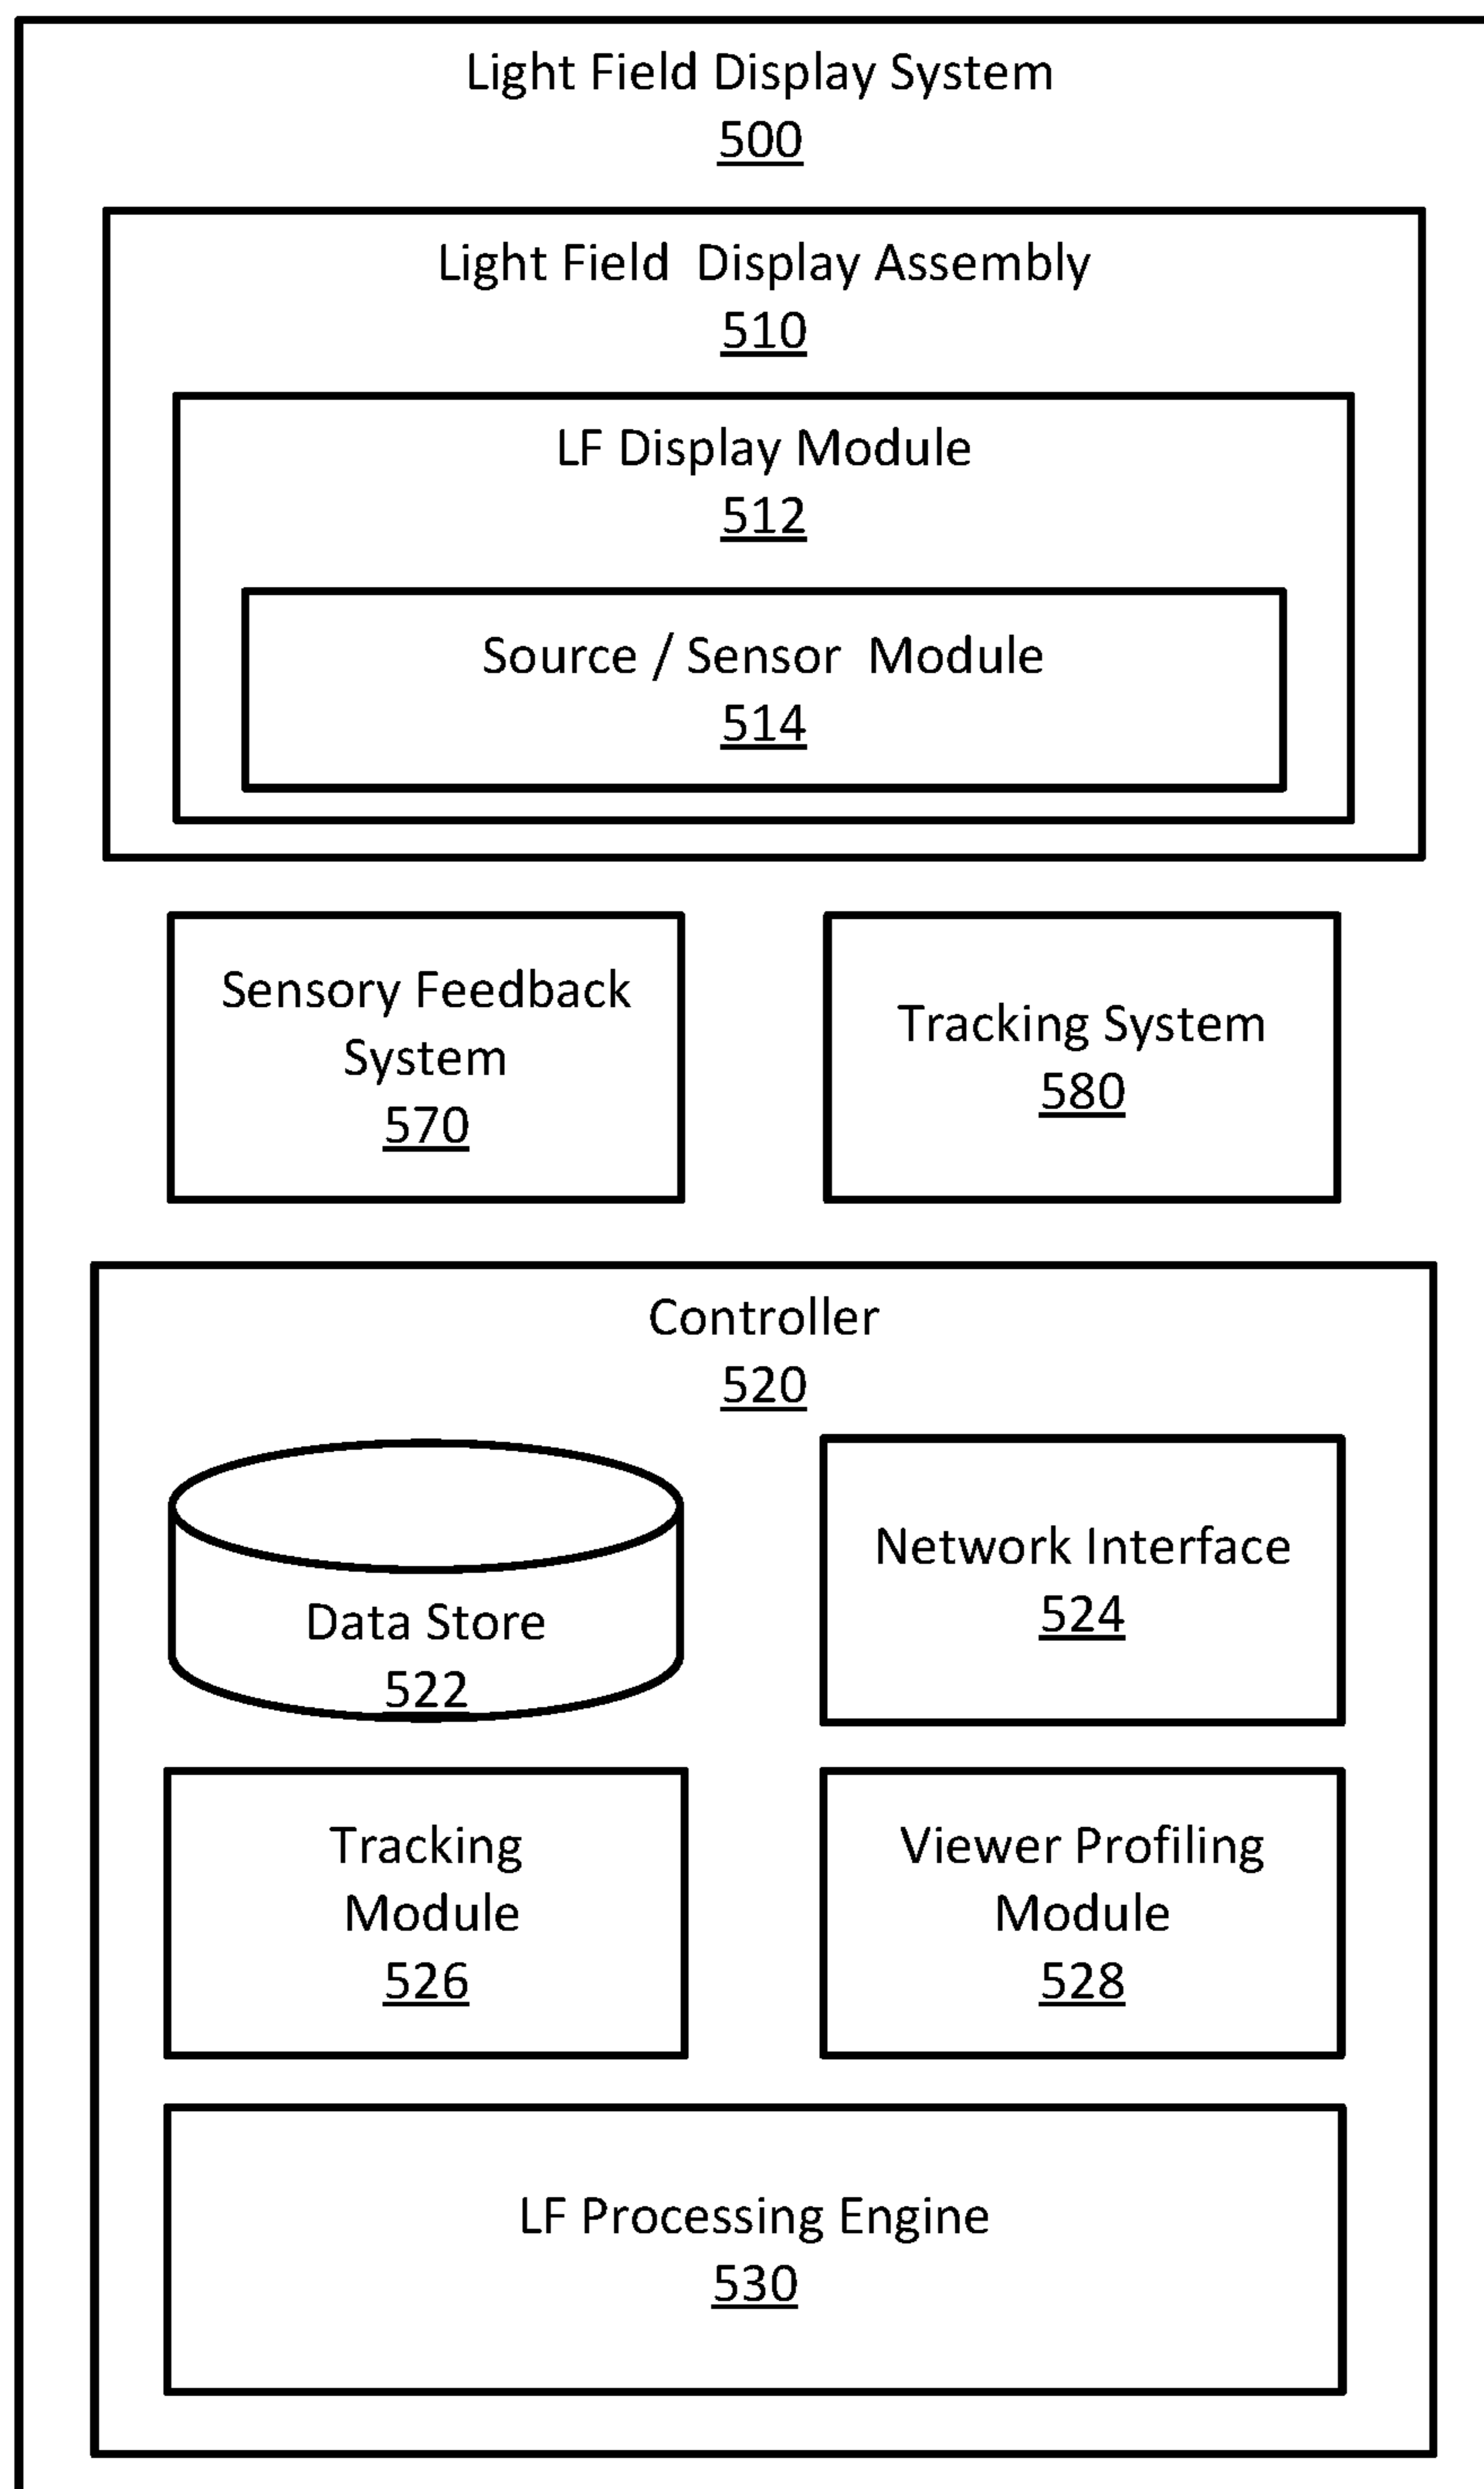 Light Field Display System
500
Light Field Display Assembly
510
LF Display Module
512
Source / Sensor Module
514
Sensory Feedback
System
570
Tracking System
580
Controller
520
Data Store
522
Network Interface
524
Tracking
Module
526
Viewer Profiling
Module
528
LF Processing Engine
530